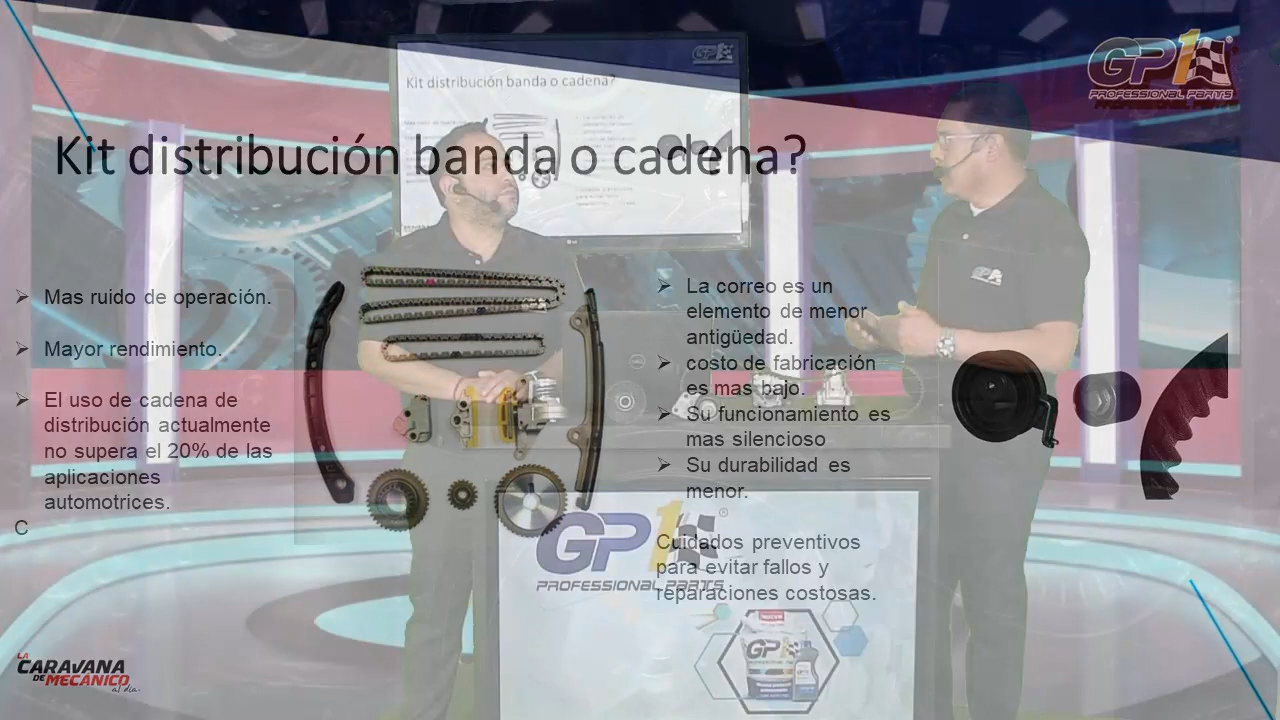 GP1
PROFESSIONAL PARTS
GP1
Kit distribución banda o cadena?
Kit distribución banda o cadena?
➢ Mas ruido de operación.
➢ Mayor rendimiento.
➢ El uso de cadena de
distribución actualmente
no supera el 20% de las
aplicaciones
automotrices.
C
➢ La correo es un
elemento de menor
antigüedad.
➢ costo de fabricación
es mas bajo.
➢ Su funcionamiento es
mas silencioso
➢ Su durabilidad es
menor.
Cuidados preventivos
para evitar fallos y
reparaciones costosas.
GP1
PROFESSIONAL PARTS
GP1
LA
CARAVANA
DE MECÁNICO
al día.